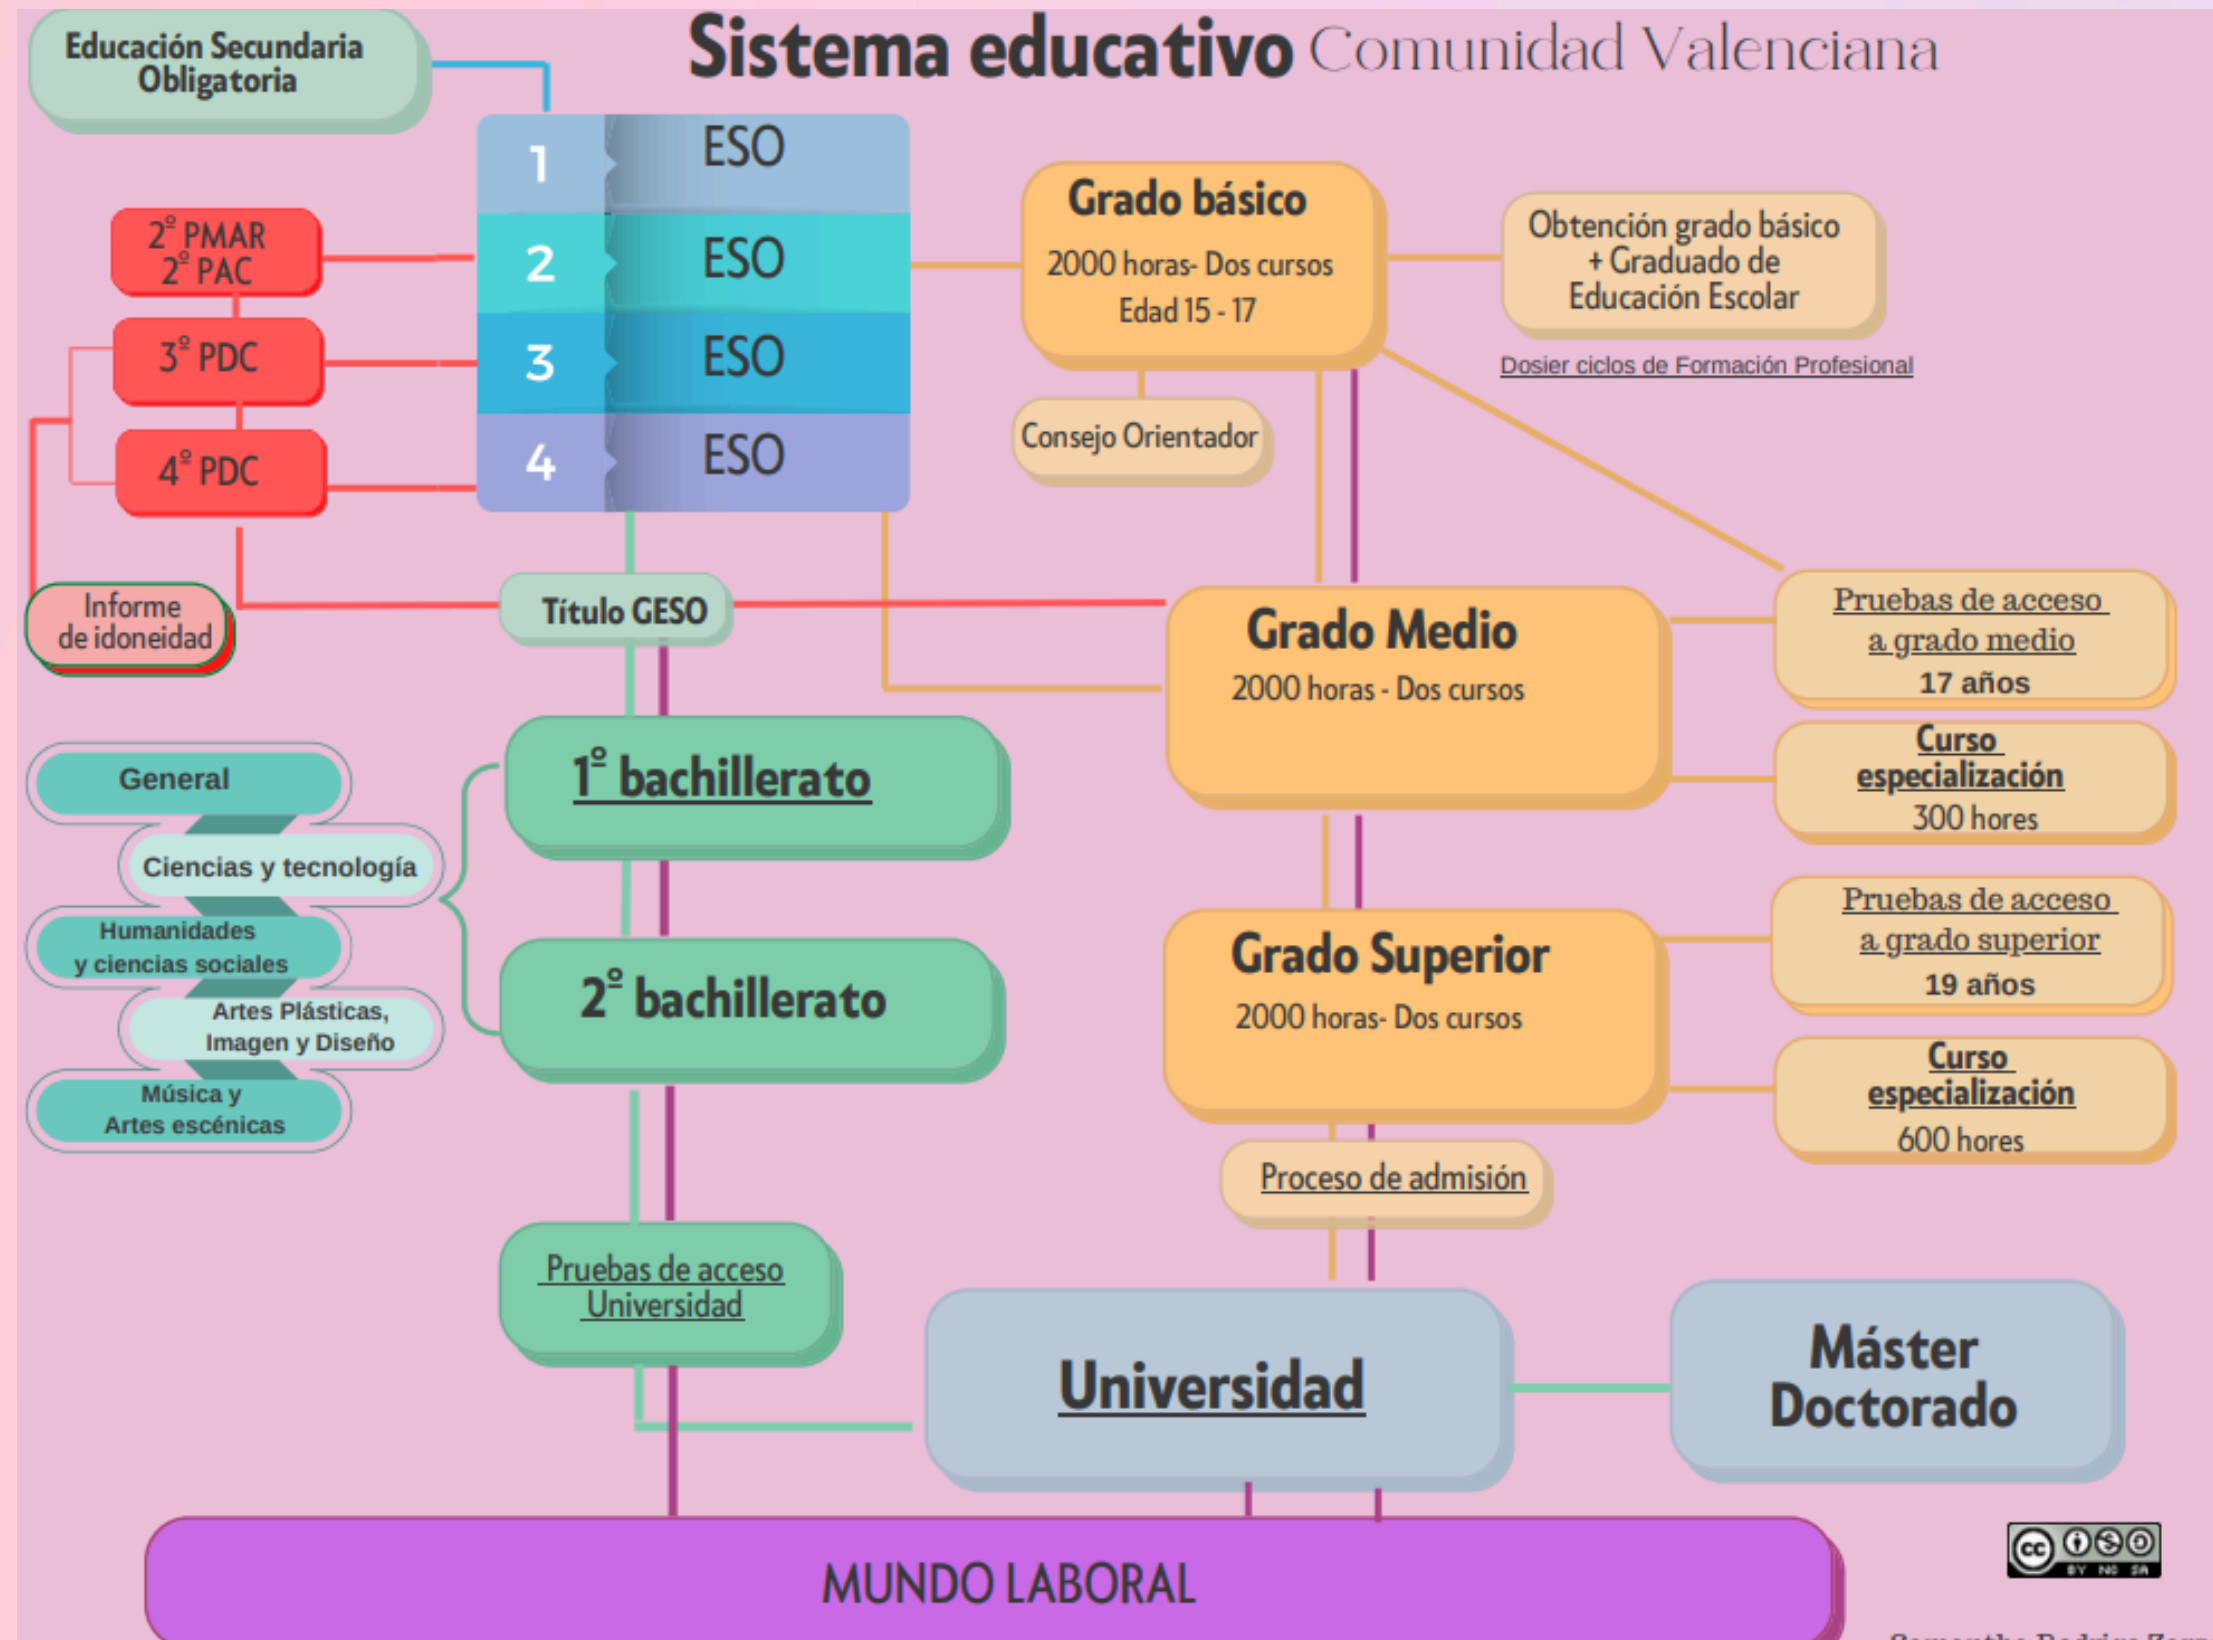 Sistema educativo Comunidad Valenciana
Educación Secundaria
Obligatoria
1 ESO
2 ESO
3 ESO
4 ESO
2º PMAR
2º PAC
3º PDC
4º PDC
Informe
de idoneidad
Título GESO
Grado básico
2000 horas- Dos cursos
Edad 15 - 17
Obtención grado básico
+ Graduado de
Educación Escolar
Dosier ciclos de Formación Profesional
Consejo Orientador
Grado Medio
2000 horas - Dos cursos
Pruebas de acceso
a grado medio
17 años
Curso
especialización
300 hores
1º bachillerato
2º bachillerato
General
Ciencias y tecnología
Humanidades
y ciencias sociales
Artes Plásticas,
Imagen y Diseño
Música y
Artes escénicas
Grado Superior
2000 horas- Dos cursos
Pruebas de acceso
a grado superior
19 años
Curso
especialización
600 hores
Proceso de admisión
Pruebas de acceso
Universidad
Universidad
Máster
Doctorado
MUNDO LABORAL
cc
BY NC SA